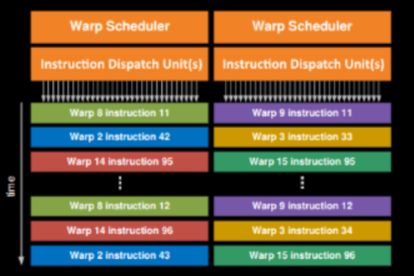 Warp Scheduler
Warp Scheduler
Instruction Dispatch Unit(s)
Instruction Dispatch Unit(s)
time
Warp 8 instruction 11
Warp 9 instruction 11
Warp 2 instruction 42
Warp 3 instruction 33
Warp 14 instruction 95
Warp 15 instruction 95
Warp 8 instruction 12
Warp 9 instruction 12
Warp 14 instruction 96
Warp 3 instruction 34
Warp 2 instruction 43
Warp 15 instruction 96